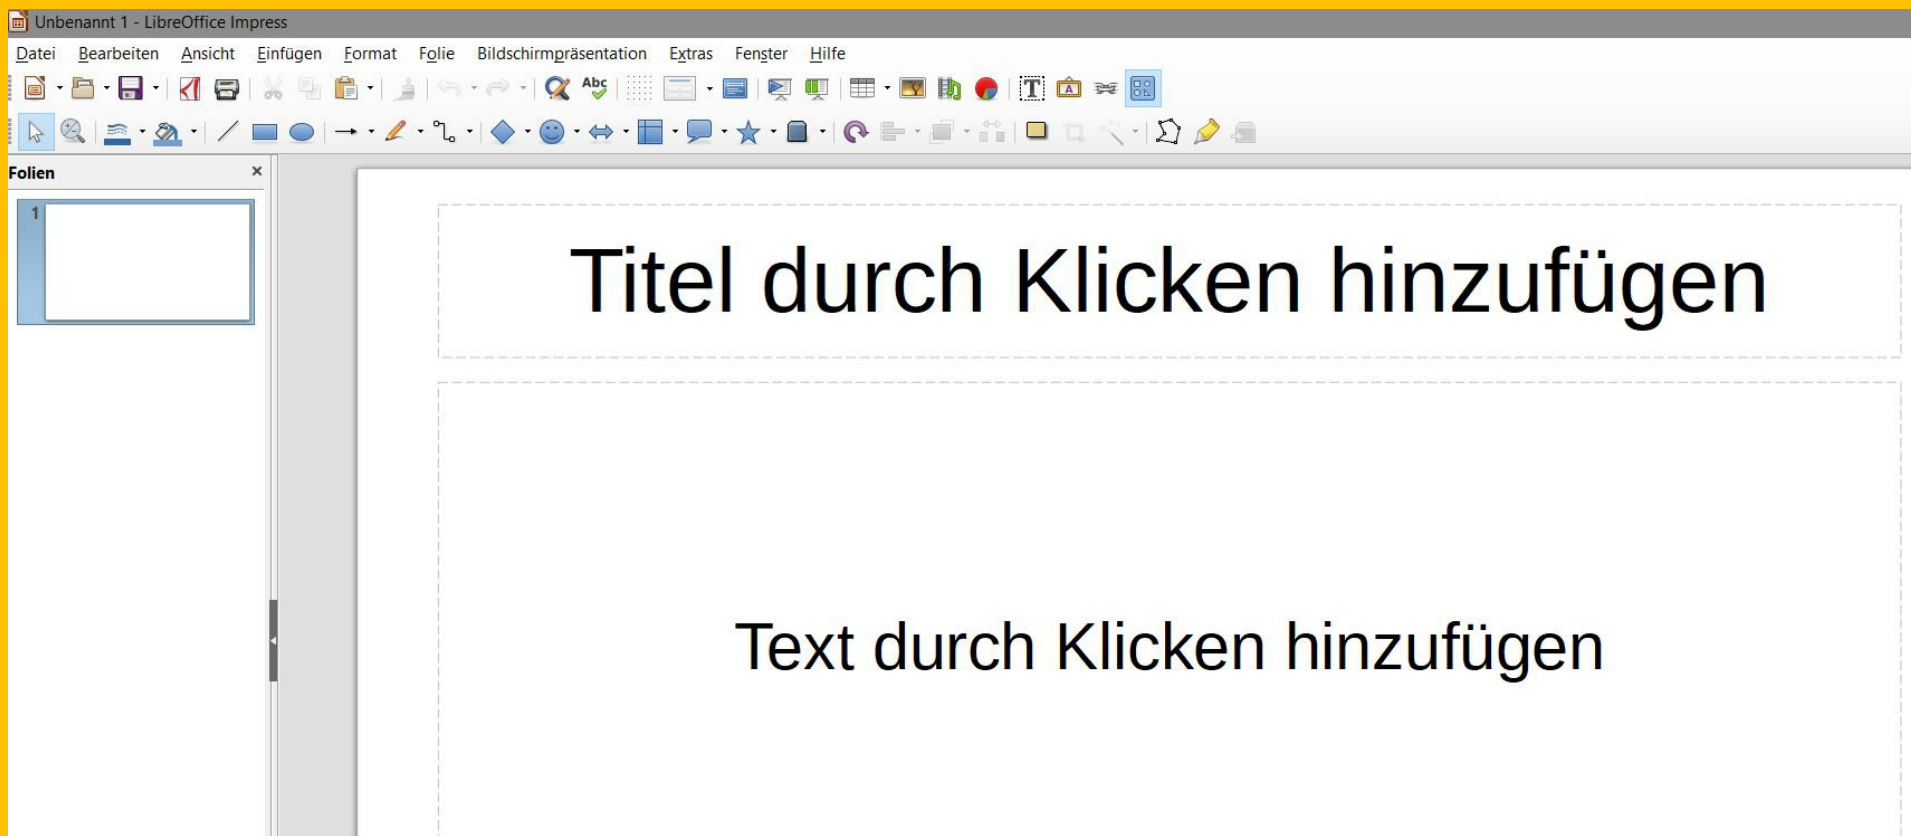 Unbenannt 1 - LibreOffice Impress
Datei Bearbeiten Ansicht Einfügen Format Folie Bildschirmpräsentation Extras Fenster Hilfe
Abc T A
Folien
1
Titel durch Klicken hinzufügen
Text durch Klicken hinzufügen